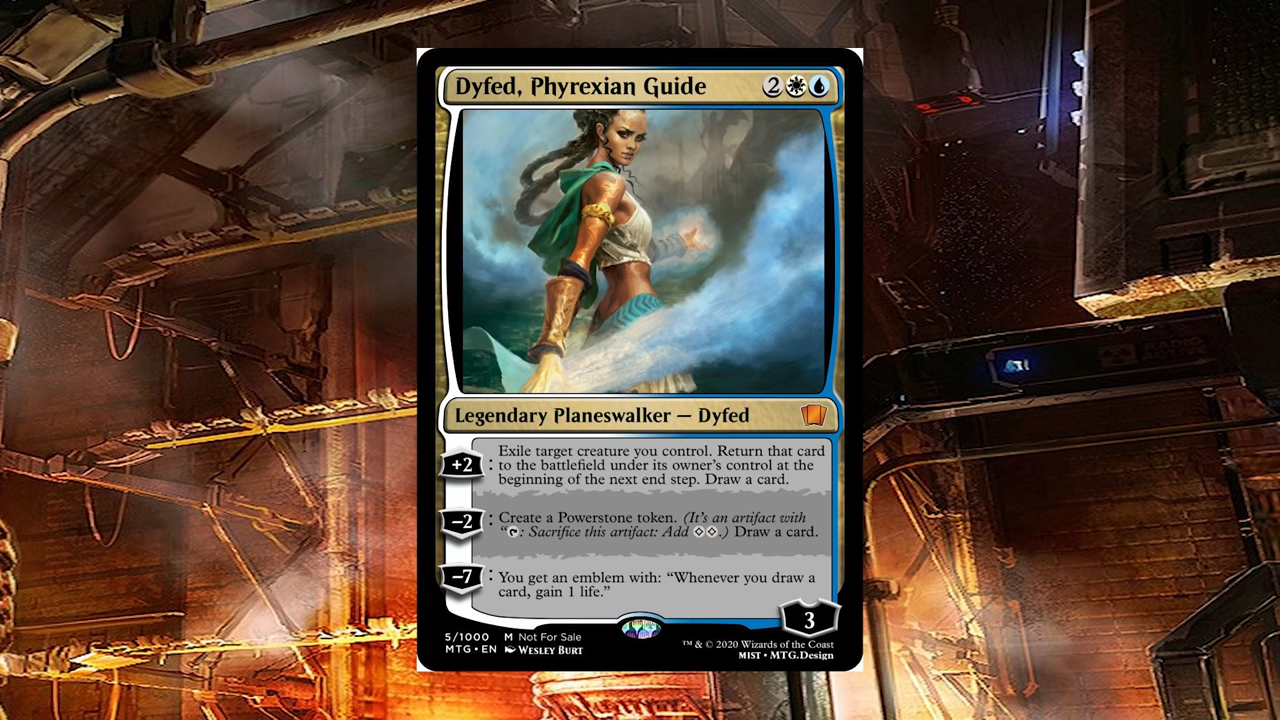 Dyfed, Phyrexian Guide 2
Legendary Planeswalker — Dyfed
+2 : Exile target creature you control. Return that card
to the battlefield under its owner's control at the
beginning of the next end step. Draw a card.
−2 : Create a Powerstone token. (It's an artifact with
“: Sacrifice this artifact: Add .) Draw a card.
−7 : You get an emblem with: “Whenever you draw a
card, gain 1 life.”
3
5/1000 M Not For Sale
MTG • EN Wesley Burt
™ & © 2020 Wizards of the Coast
MIST • MTG.Design